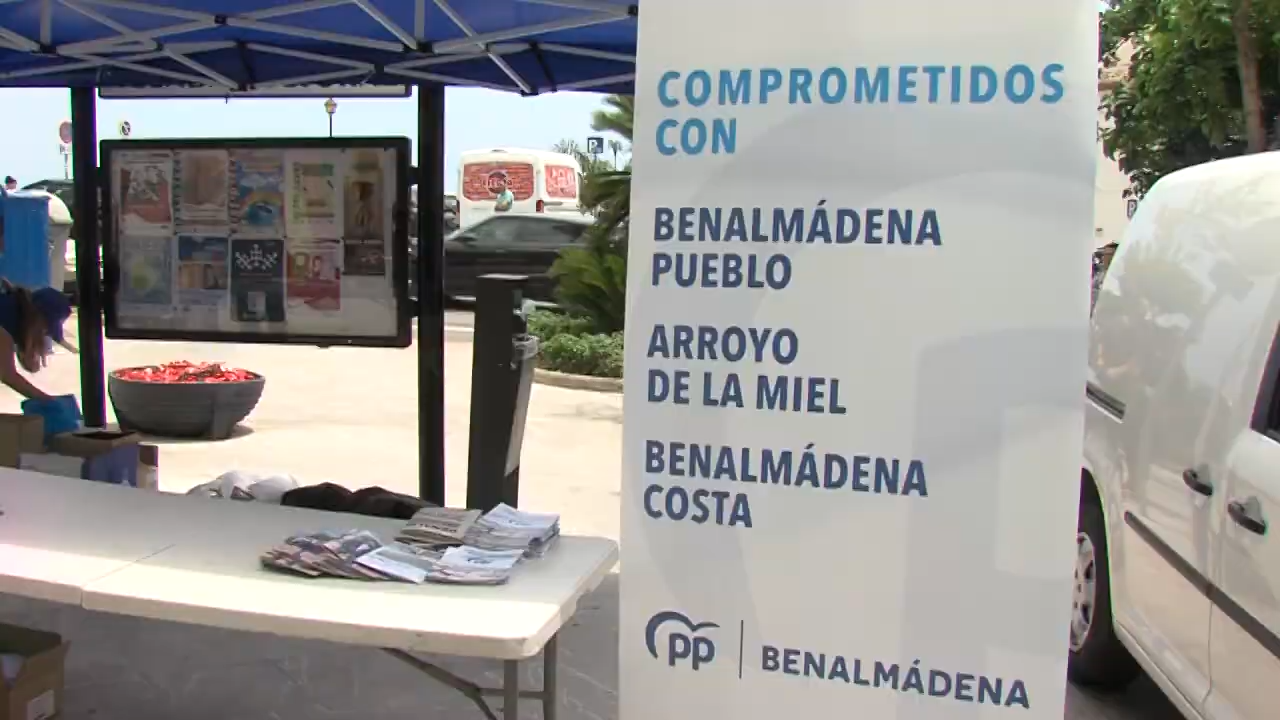 COMPROMETIDOS
CON
BENALMÁDENA
PUEBLO
ARROYO
DE LA MIEL
BENALMÁDENA
COSTA
PP | BENALMÁDENA
P